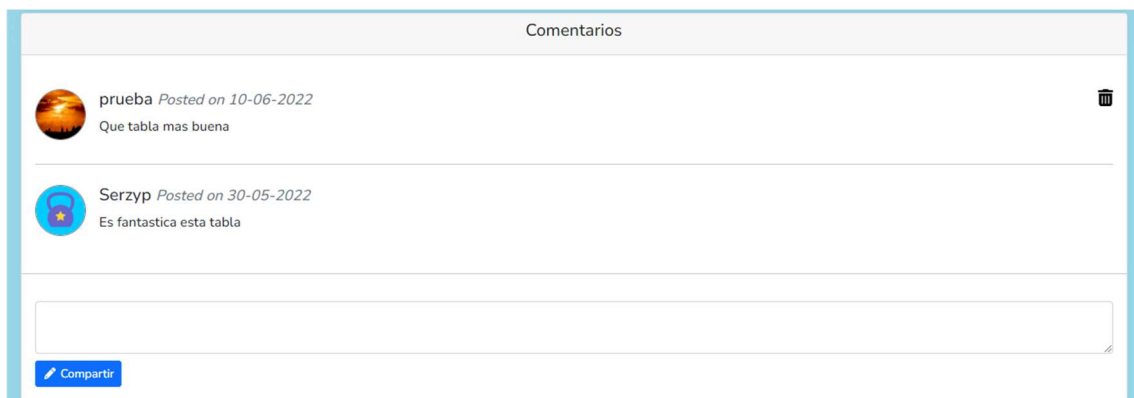 Comentarios
prueba Posted on 10-06-2022
Que tabla mas buena
Serzyp Posted on 30-05-2022
Es fantastica esta tabla
Compartir